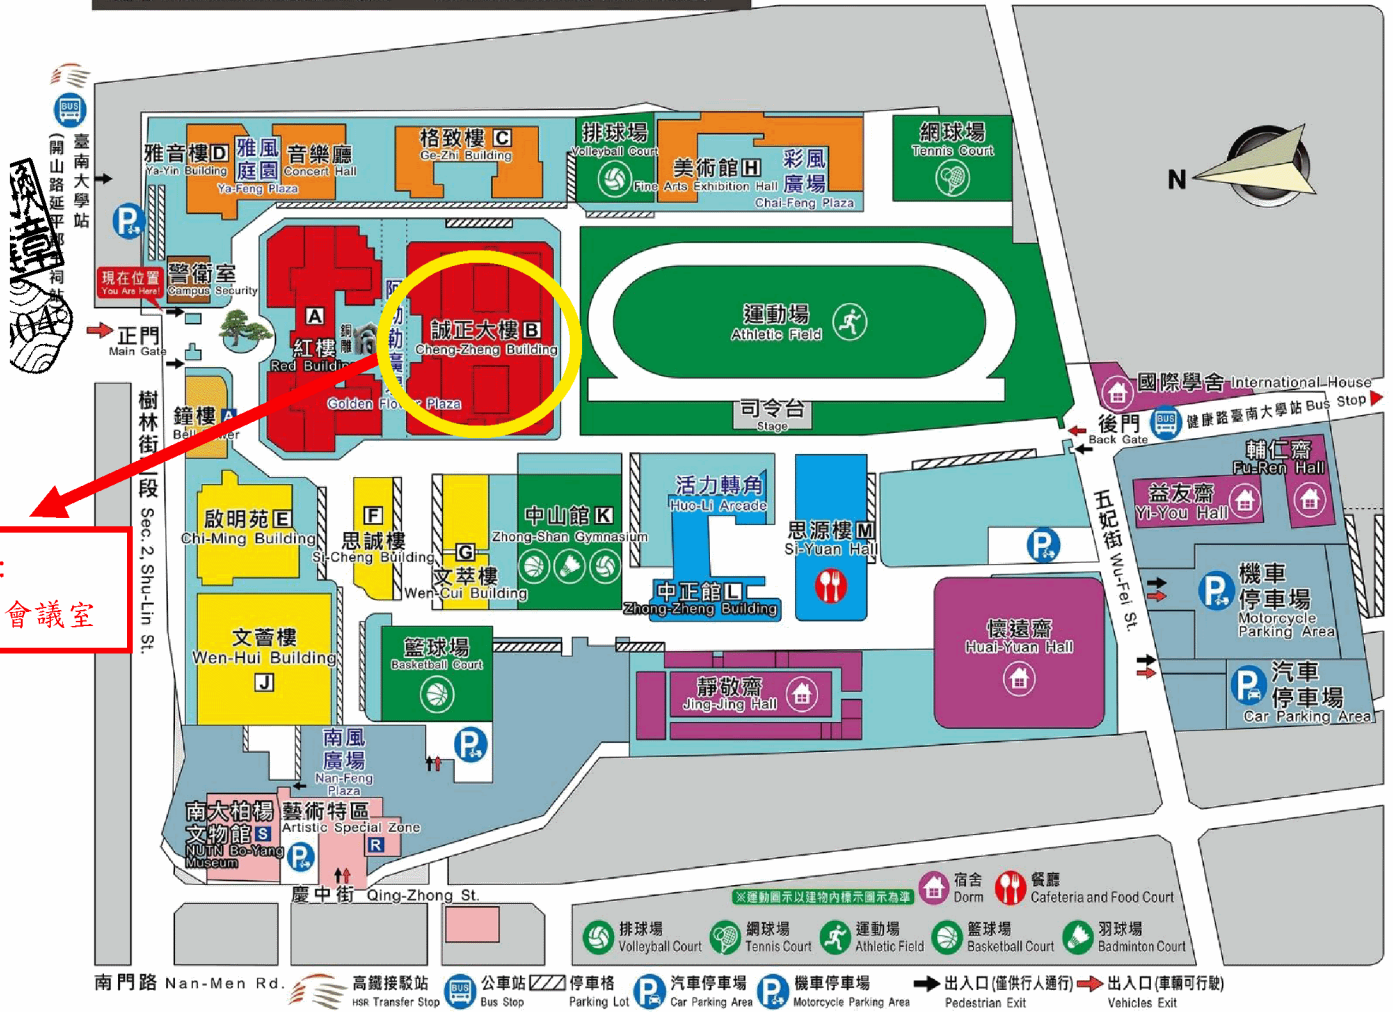 臺南大學站
BUS
雅音樓 D
Ya-Yin Building
雅風庭園
Ya-Feng Plaza
音樂廳
Concert Hall
格致樓 C
Ge-Zhi Building
排球場
Volleyball Court
美術館 H
Fine Arts Exhibition Hall
彩風廣場
Chai-Feng Plaza
網球場
Tennis Court
N
P
警衛室
Campus Security
現在位置
You Are Here!
正門
Main Gate
A
紅樓
Red Building
銅雕
Golden Flower Plaza
誠正大樓 B
Cheng-Zheng Building
運動場
Athletic Field
司令台
Stage
國際學舍 International House
後門
Back Gate
BUS
健康路臺南大學站 Bus Stop
鐘樓 A
樹林街二段 Sec. 2, Shu-Lin St.
會議室
啟明苑 E
Chi-Ming Building
F
思誠樓
Si-Cheng Building
G
文萃樓
Wen-Cui Building
中山館 K
Zhong-Shan Gymnasium
活力轉角
Huo-Li Arcade
中正館 L
Zhong-Zheng Building
思源樓 M
Si-Yuan Hall
P
五妃街 Wu-Fei St.
輔仁齋
Fu-Ren Hall
益友齋
Yi-You Hall
P
機車
停車場
Motorcycle
Parking Area
P
汽車
停車場
Car Parking Area
文薈樓
Wen-Hui Building
J
籃球場
Basketball Court
靜敬齋
Jing-Jing Hall
懷遠齋
Huai-Yuan Hall
南風
廣場
Nan-Feng
Plaza
P
南大柏楊
文物館 S
NUTN Bo-Yang
Museum
藝術特區
Artistic Special Zone
R
P
慶中街 Qing-Zhong St.
※運動圖示以建物內標示圖示為準
宿舍
Dorm
餐廳
Cafeteria and Food Court
排球場
Volleyball Court
網球場
Tennis Court
運動場
Athletic Field
籃球場
Basketball Court
羽球場
Badminton Court
南門路 Nan-Men Rd.
高鐵接駁站
HSR Transfer Stop
BUS
公車站
Bus Stop
停車格
Parking Lot
P
汽車停車場
Car Parking Area
P
機車停車場
Motorcycle Parking Area
出入口(僅供行人通行)
Pedestrian Exit
出入口(車輛可行駛)
Vehicles Exit